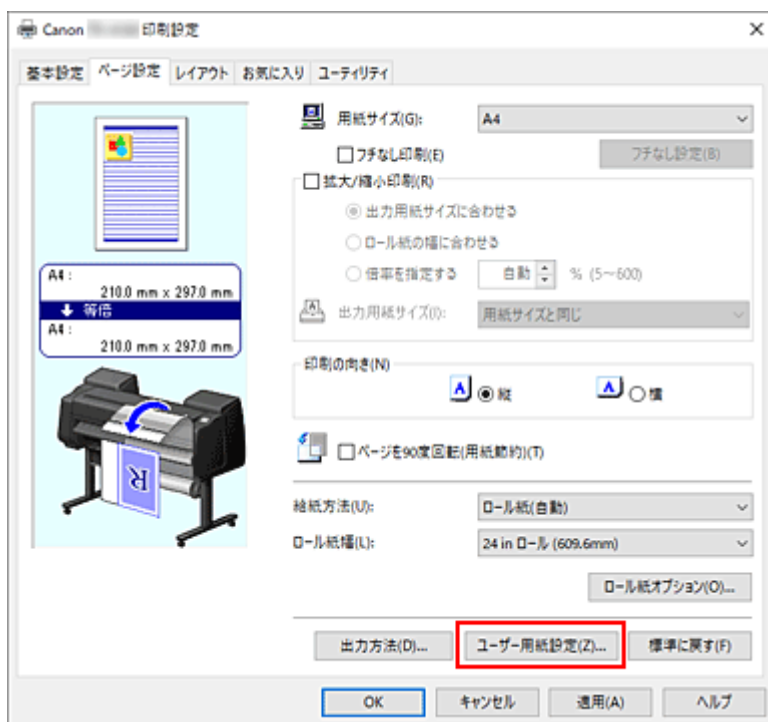 Canon 印刷設定
基本設定 ページ設定 レイアウト お気に入り ユーティリティ
用紙サイズ(G): A4
フチなし印刷(E) フチなし設定(B)
拡大/縮小印刷(R)
出力用紙サイズに合わせる
ロール紙の幅に合わせる
倍率を指定する 自動 % (5~600)
出力用紙サイズ(I): 用紙サイズと同じ
A4 :
210.0 mm x 297.0 mm
等倍
A4 :
210.0 mm x 297.0 mm
R
印刷の向き(N)
A 縦 A 横
ページを90度回転(用紙節約)(T)
給紙方法(U): ロール紙(自動)
ロール紙幅(L): 24 in ロール (609.6mm)
ロール紙オプション(O)...
出力方法(D)... ユーザー用紙設定(Z)... 標準に戻す(F)
OK キャンセル 適用(A) ヘルプ